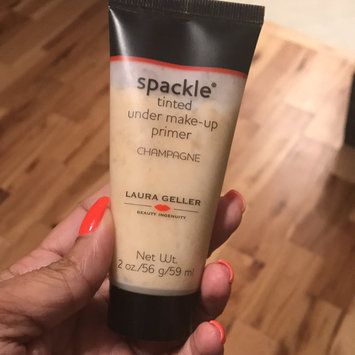 spackle®
tinted
under make-up
primer
CHAMPAGNE
LAURA GELLER
BEAUTY INGENUITY
Net Wt.
2 oz./56 g/59 ml